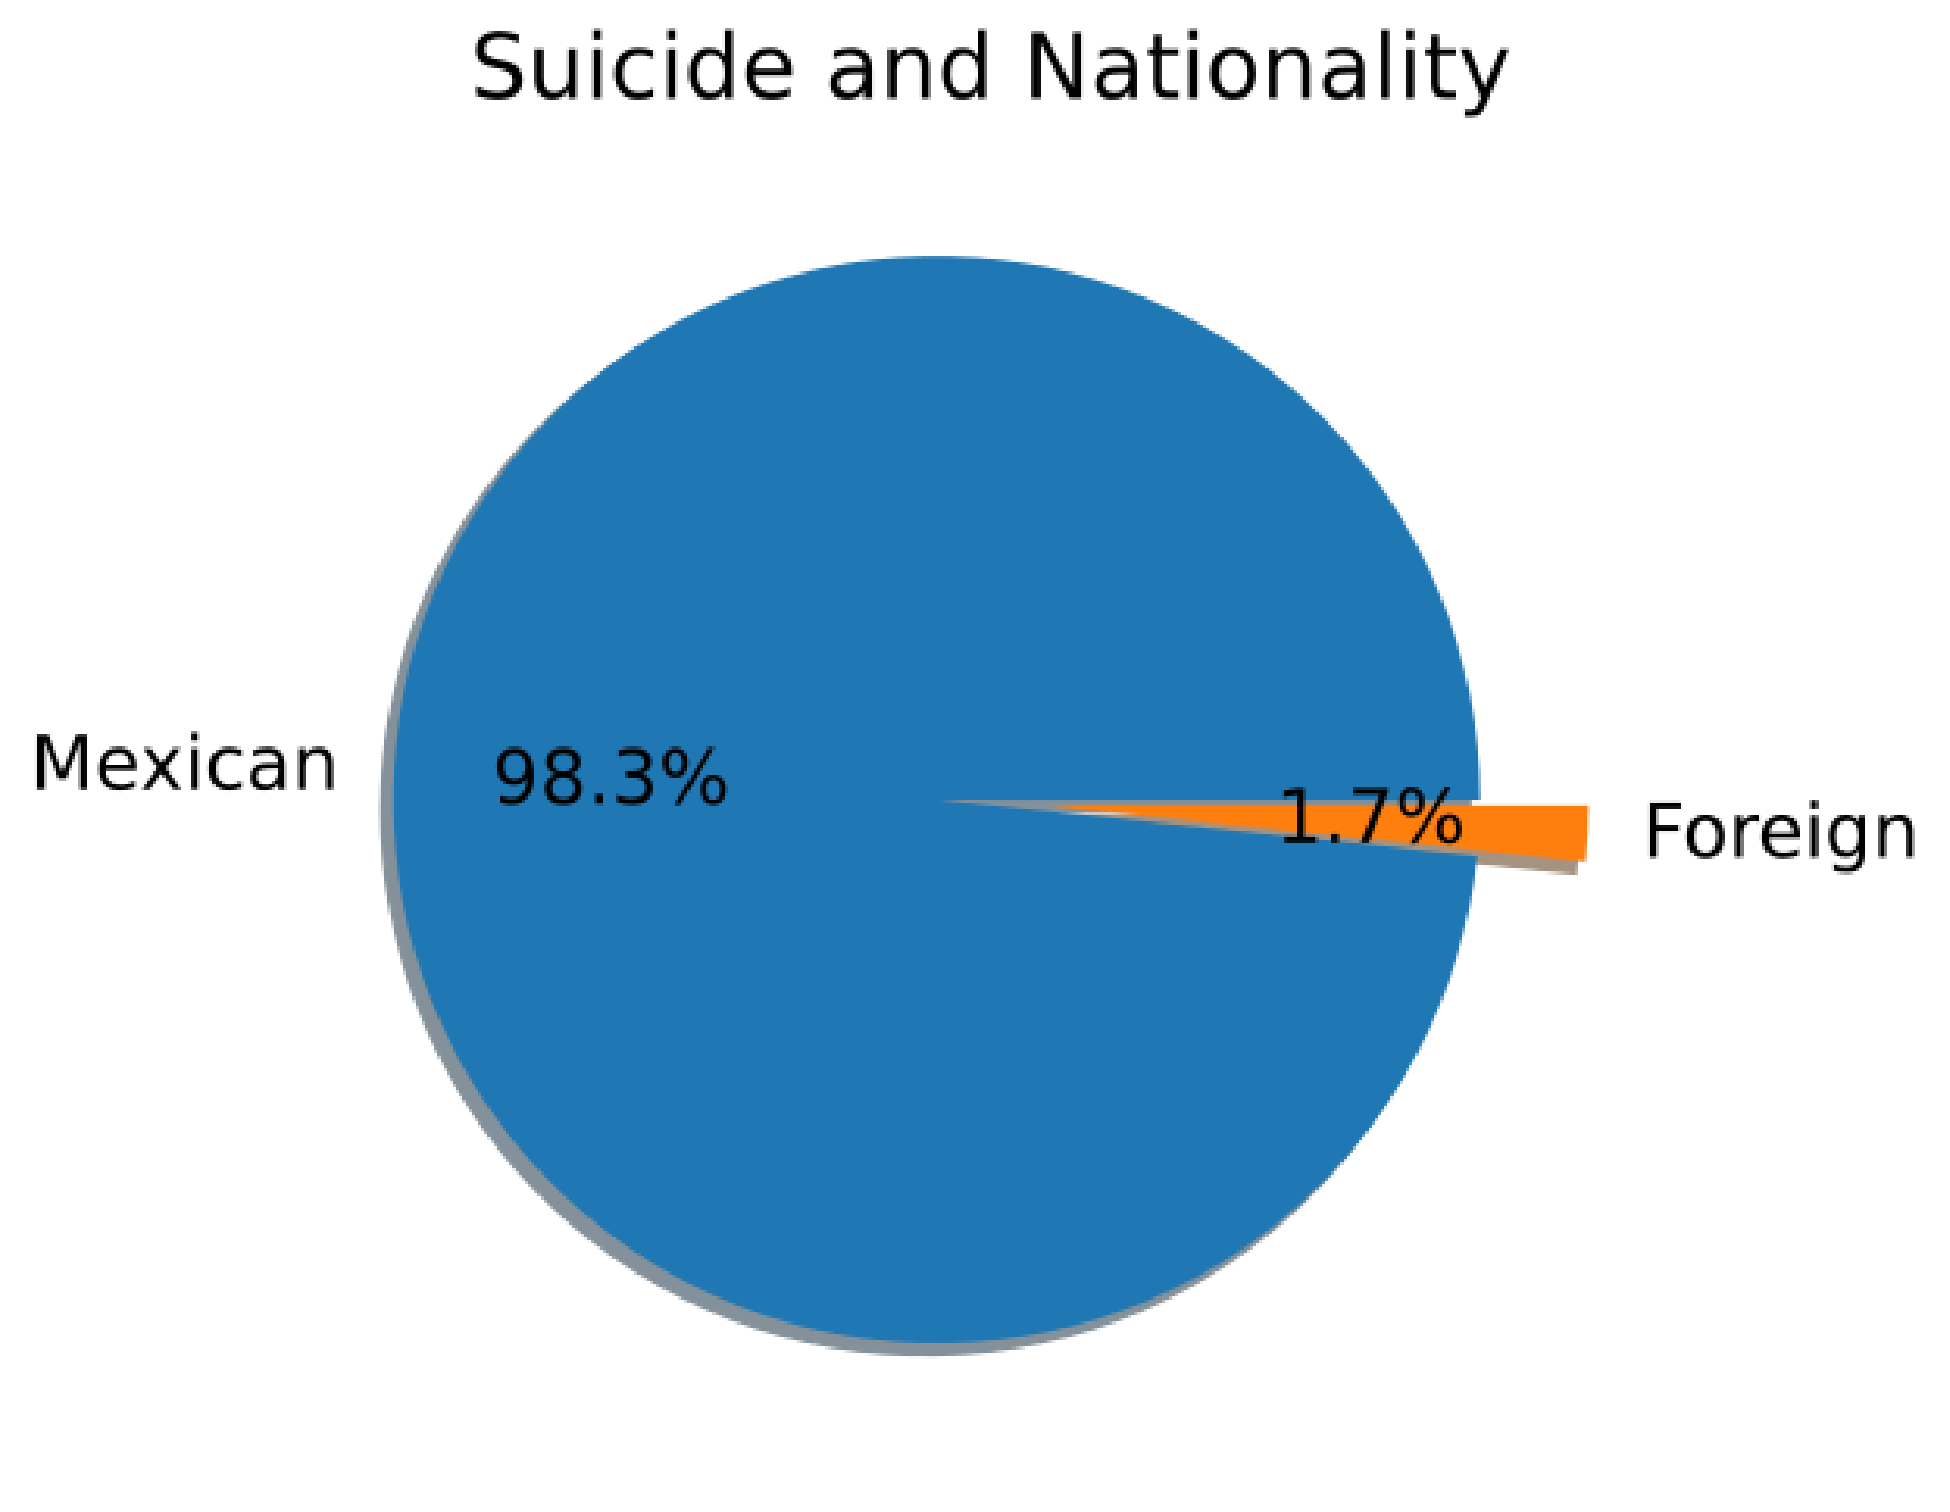 Suicide and Nationality
Mexican
98.3%
1.7%
Foreign